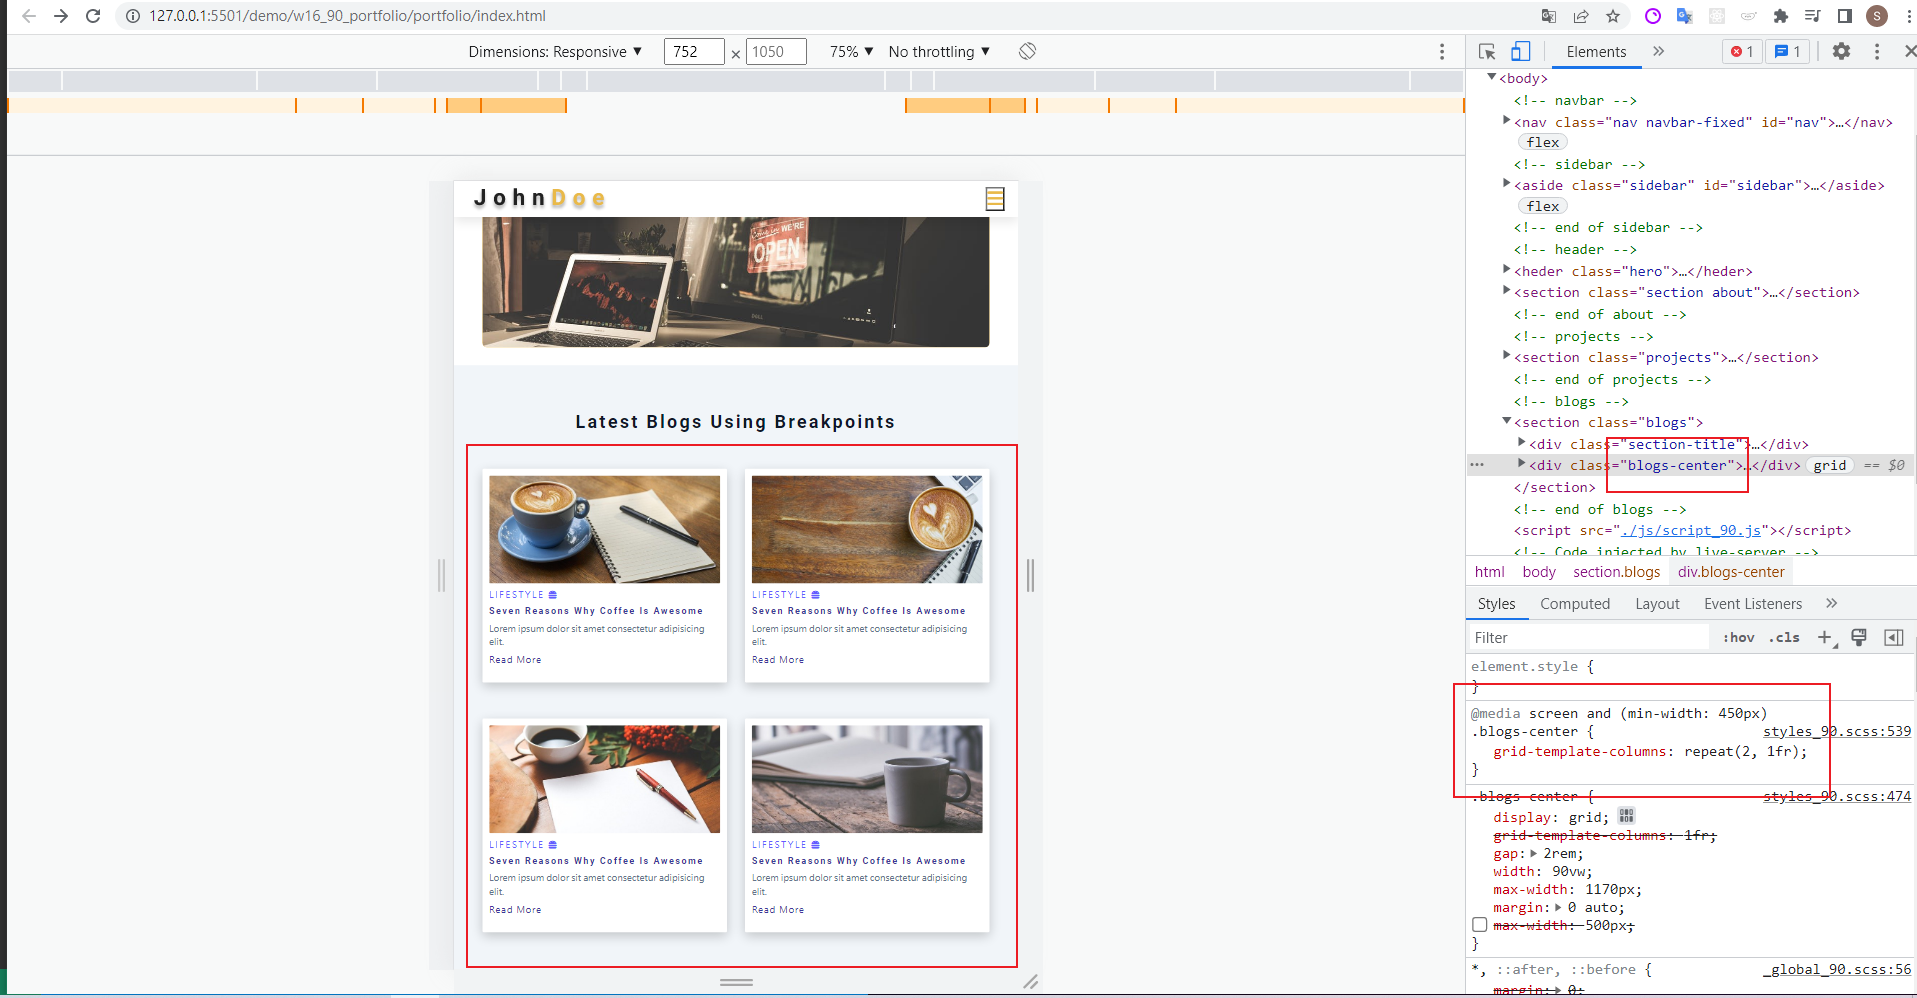 127.0.0.1:5501/demo/w16_90_portfolio/portfolio/index.html
S
Dimensions: Responsive ▼ 752 × 1050 75% ▼ No throttling ▼
Elements » 1 1
JohnDoe
COME IN WE'RE
OPEN
DELL
Latest Blogs Using Breakpoints
LIFESTYLE
Seven Reasons Why Coffee Is Awesome
Lorem ipsum dolor sit amet consectetur adipisicing
elit.
Read More
LIFESTYLE
Seven Reasons Why Coffee Is Awesome
Lorem ipsum dolor sit amet consectetur adipisicing
elit.
Read More
LIFESTYLE
Seven Reasons Why Coffee Is Awesome
Lorem ipsum dolor sit amet consectetur adipisicing
elit.
Read More
LIFESTYLE
Seven Reasons Why Coffee Is Awesome
Lorem ipsum dolor sit amet consectetur adipisicing
elit.
Read More
<body>
<!-- navbar -->
<nav class="nav navbar-fixed" id="nav">…</nav>
flex
<!-- sidebar -->
<aside class="sidebar" id="sidebar">…</aside>
flex
<!-- end of sidebar -->
<!-- header -->
<heder class="hero">…</heder>
<section class="section about">…</section>
<!-- end of about -->
<!-- projects -->
<section class="projects">…</section>
<!-- end of projects -->
<!-- blogs -->
<section class="blogs">
<div class="section-title">…</div>
<div class="blogs-center">…</div> grid == $0
</section>
<!-- end of blogs -->
<script src="./js/script_90.js"></script>
<!-- Code injected by live-server -->
html body section.blogs div.blogs-center
Styles Computed Layout Event Listeners »
Filter :hov .cls +
element.style {
}
@media screen and (min-width: 450px)
.blogs-center { styles_90.scss:539
grid-template-columns: repeat(2, 1fr);
}
.blogs-center { styles_90.scss:474
display: grid;
grid-template-columns: 1fr;
gap: 2rem;
width: 90vw;
max-width: 1170px;
margin: 0 auto;
max-width: 500px;
}
*, ::after, ::before { _global_90.scss:56
margin: 0;